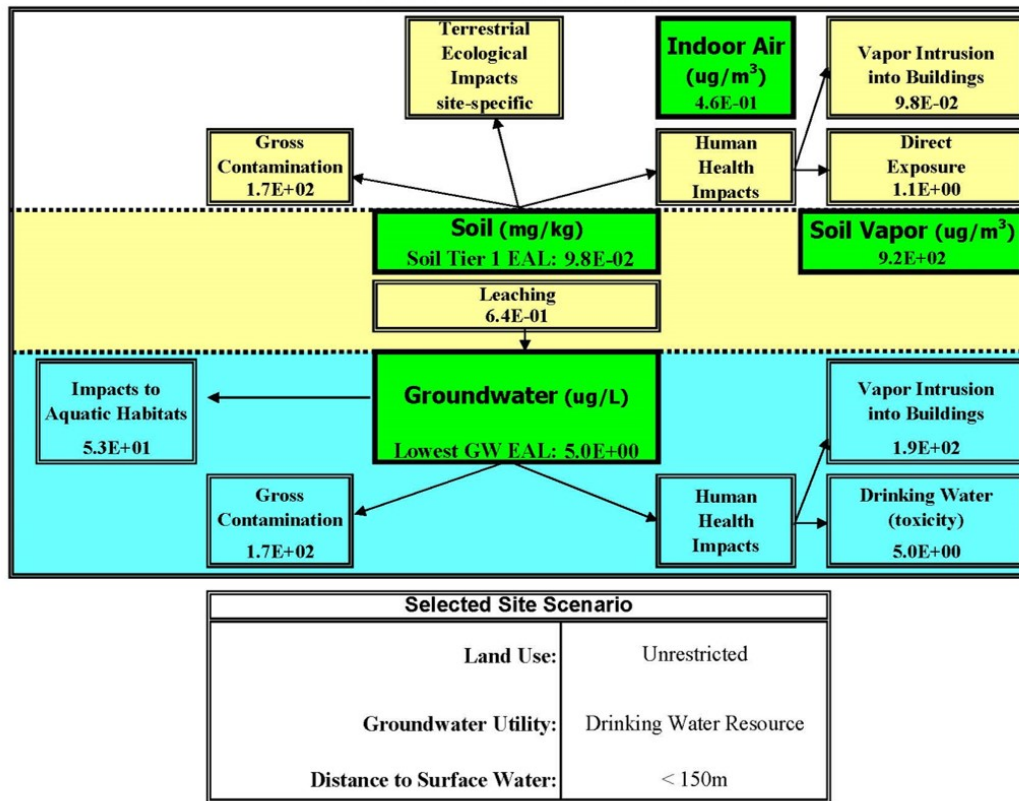 Terrestrial
Ecological
Impacts
site-specific
Indoor Air
(ug/m³)
4.6E-01
Vapor Intrusion
into Buildings
9.8E-02
Gross
Contamination
1.7E+02
Human
Health
Impacts
Direct
Exposure
1.1E+00
Soil (mg/kg)
Soil Tier 1 EAL: 9.8E-02
Soil Vapor (ug/m³)
9.2E+02
Leaching
6.4E-01
Impacts to
Aquatic Habitats
5.3E+01
Groundwater (ug/L)
Lowest GW EAL: 5.0E+00
Vapor Intrusion
into Buildings
1.9E+02
Gross
Contamination
1.7E+02
Human
Health
Impacts
Drinking Water
(toxicity)
5.0E+00
Selected Site Scenario
Land Use: Unrestricted
Groundwater Utility: Drinking Water Resource
Distance to Surface Water: < 150m